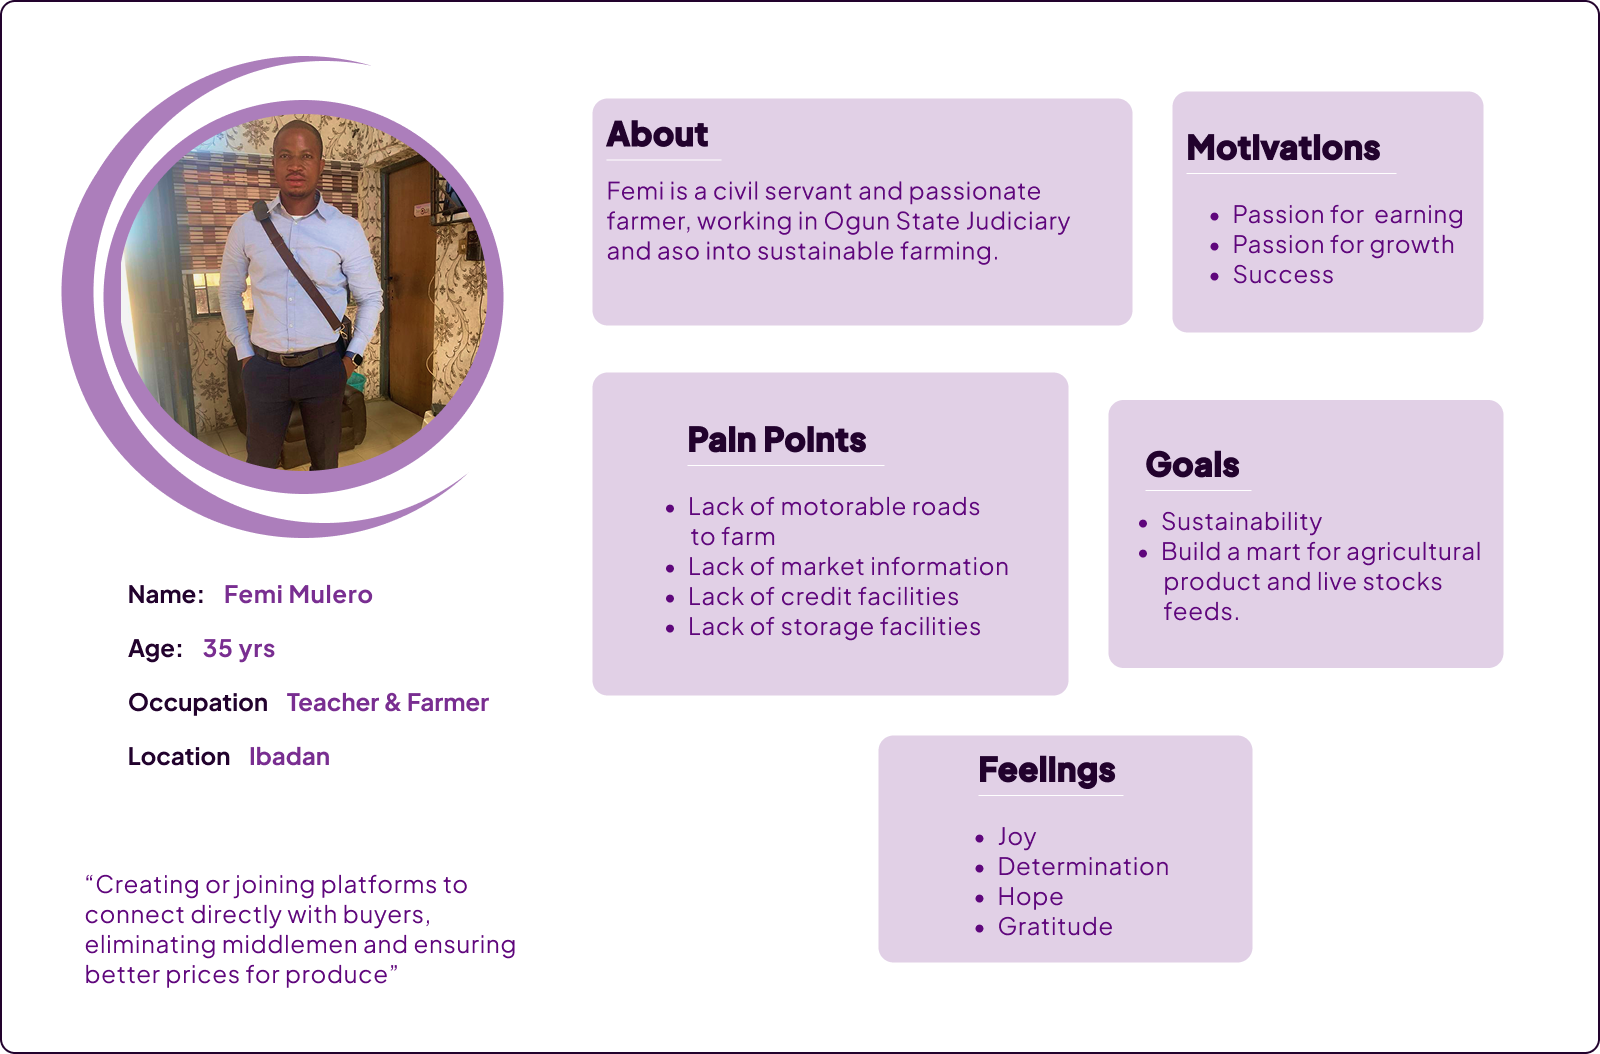 Name: Femi Mulero
Age: 35 yrs
Occupation Teacher & Farmer
Location Ibadan
“Creating or joining platforms to
connect directly with buyers,
eliminating middlemen and ensuring
better prices for produce”
About
Femi is a civil servant and passionate
farmer, working in Ogun State Judiciary
and aso into sustainable farming.
Motivations
• Passion for earning
• Passion for growth
• Success
Pain Points
• Lack of motorable roads
to farm
• Lack of market information
• Lack of credit facilities
• Lack of storage facilities
Goals
• Sustainability
• Build a mart for agricultural
product and live stocks
feeds.
Feelings
• Joy
• Determination
• Hope
• Gratitude